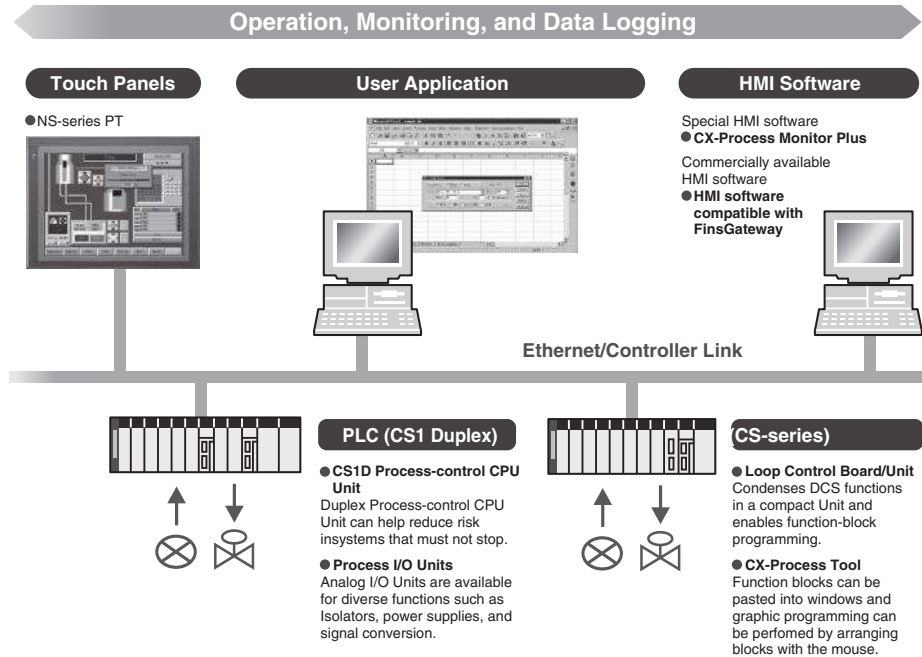 Operation, Monitoring, and Data Logging
Touch Panels
●NS-series PT
User Application
HMI Software
Special HMI software
●CX-Process Monitor Plus
Commercially available
HMI software
●HMI software
compatible with
FinsGateway
Ethernet/Controller Link
PLC (CS1 Duplex)
●CS1D Process-control CPU
Unit
Duplex Process-control CPU
Unit can help reduce risk
insystems that must not stop.
●Process I/O Units
Analog I/O Units are available
for diverse functions such as
Isolators, power supplies, and
signal conversion.
(CS-series)
●Loop Control Board/Unit
Condenses DCS functions
in a compact Unit and
enables function-block
programming.
●CX-Process Tool
Function blocks can be
pasted into windows and
graphic programming can
be perfomed by arranging
blocks with the mouse.